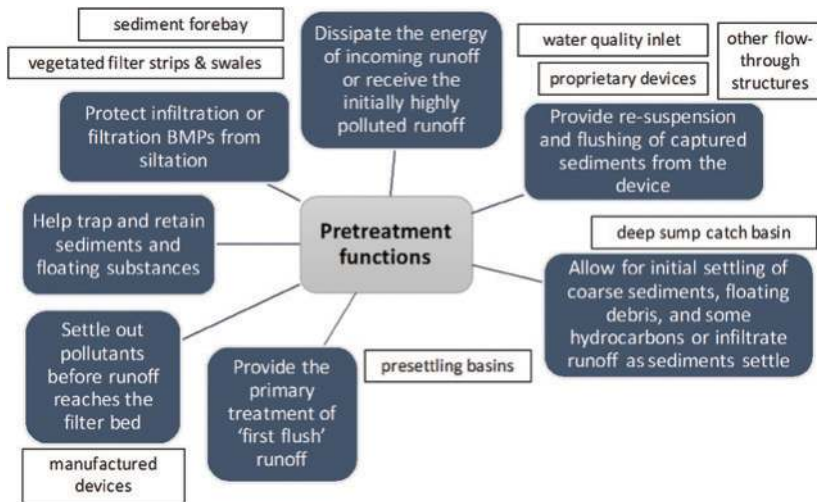 sediment forebay
vegetated filter strips & swales
Protect infiltration or
filtration BMPs from
siltation
Dissipate the energy
of incoming runoff
or receive the
initially highly
polluted runoff
water quality inlet
proprietary devices
other flow-
through
structures
Provide re-suspension
and flushing of captured
sediments from the
device
Help trap and retain
sediments and
floating substances
Pretreatment
functions
deep sump catch basin
Allow for initial settling of
coarse sediments, floating
debris, and some
hydrocarbons or infiltrate
runoff as sediments settle
Settle out
pollutants
before runoff
reaches the
filter bed
manufactured
devices
Provide the
primary
treatment of
'first flush'
runoff
presettling basins